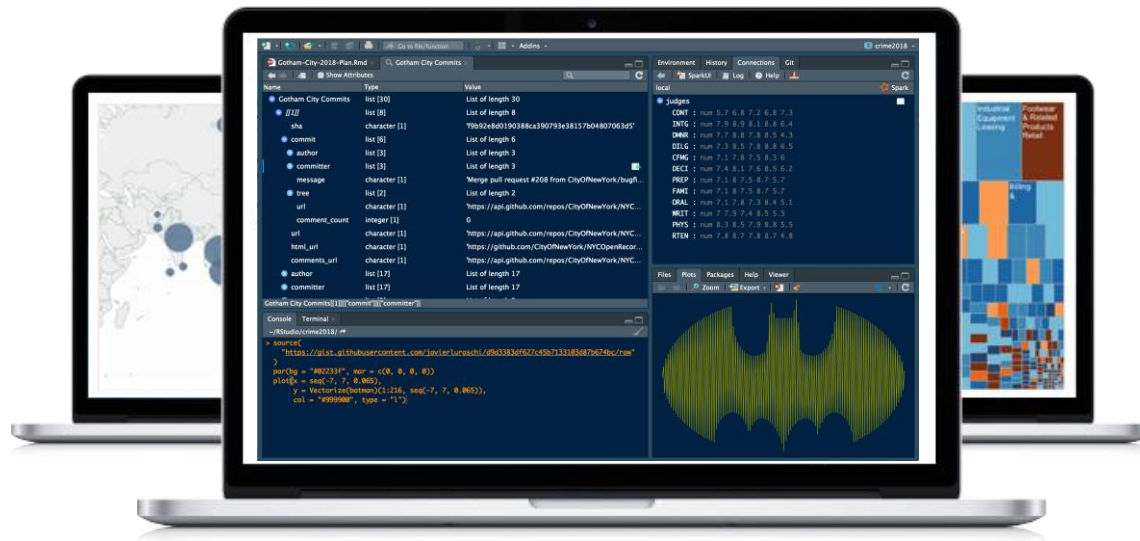 Go to file/function
Addins
crime2018
Gotham-City-2018-Plan.Rmd
Gotham City Commits
Show Attributes
Name Type Value
Gotham City Commits list [30] List of length 30
[[1]] list [8] List of length 8
sha character [1] 'f9b92e8d0190388ca390793e38157b04807063d5'
commit list [6] List of length 6
author list [3] List of length 3
committer list [3] List of length 3
message character [1] 'Merge pull request #208 from CityOfNewYork/bugfi...
tree list [2] List of length 2
url character [1] 'https://api.github.com/repos/CityOfNewYork/NYC...
comment_count integer [1] 0
url character [1] 'https://api.github.com/repos/CityOfNewYork/NYC...
html_url character [1] 'https://github.com/CityOfNewYork/NYCOpenRecor...
comments_url character [1] 'https://api.github.com/repos/CityOfNewYork/NYC...
author list [17] List of length 17
committer list [17] List of length 17
Gotham City Commits[[1]][["commit"]][["committer"]]
Console Terminal
~/RStudio/crime2018/
> source(
"https://gist.githubusercontent.com/javierluraschi/d9d3383df627c45b7133103d87b674bc/raw"
)
par(bg = "#02233f", mar = c(0, 0, 0, 0))
plot(x = seq(-7, 7, 0.065),
y = Vectorize(batman)(1:216, seq(-7, 7, 0.065)),
col = "#999900", type = "l")
Environment History Connections Git
SparkUI Log Help
local Spark
judges
CONT : num 5.7 6.8 7.2 6.8 7.3
INTG : num 7.9 8.9 8.1 8.8 6.4
DMNR : num 7.7 8.8 7.8 8.5 4.3
DILG : num 7.3 8.5 7.8 8.8 6.5
CFMG : num 7.1 7.8 7.5 8.3 6
DECI : num 7.4 8.1 7.6 8.5 6.2
PREP : num 7.1 8 7.5 8.7 5.7
FAMI : num 7.1 8 7.5 8.7 5.7
ORAL : num 7.1 7.8 7.3 8.4 5.1
WRIT : num 7 7.9 7.4 8.5 5.3
PHYS : num 8.3 8.5 7.9 8.8 5.5
RTEN : num 7.8 8.7 7.8 8.7 4.8
Files Plots Packages Help Viewer
Zoom Export
Industrial
Equipment
Leasing
Footwear
& Related
Products
Retail
Billing
&